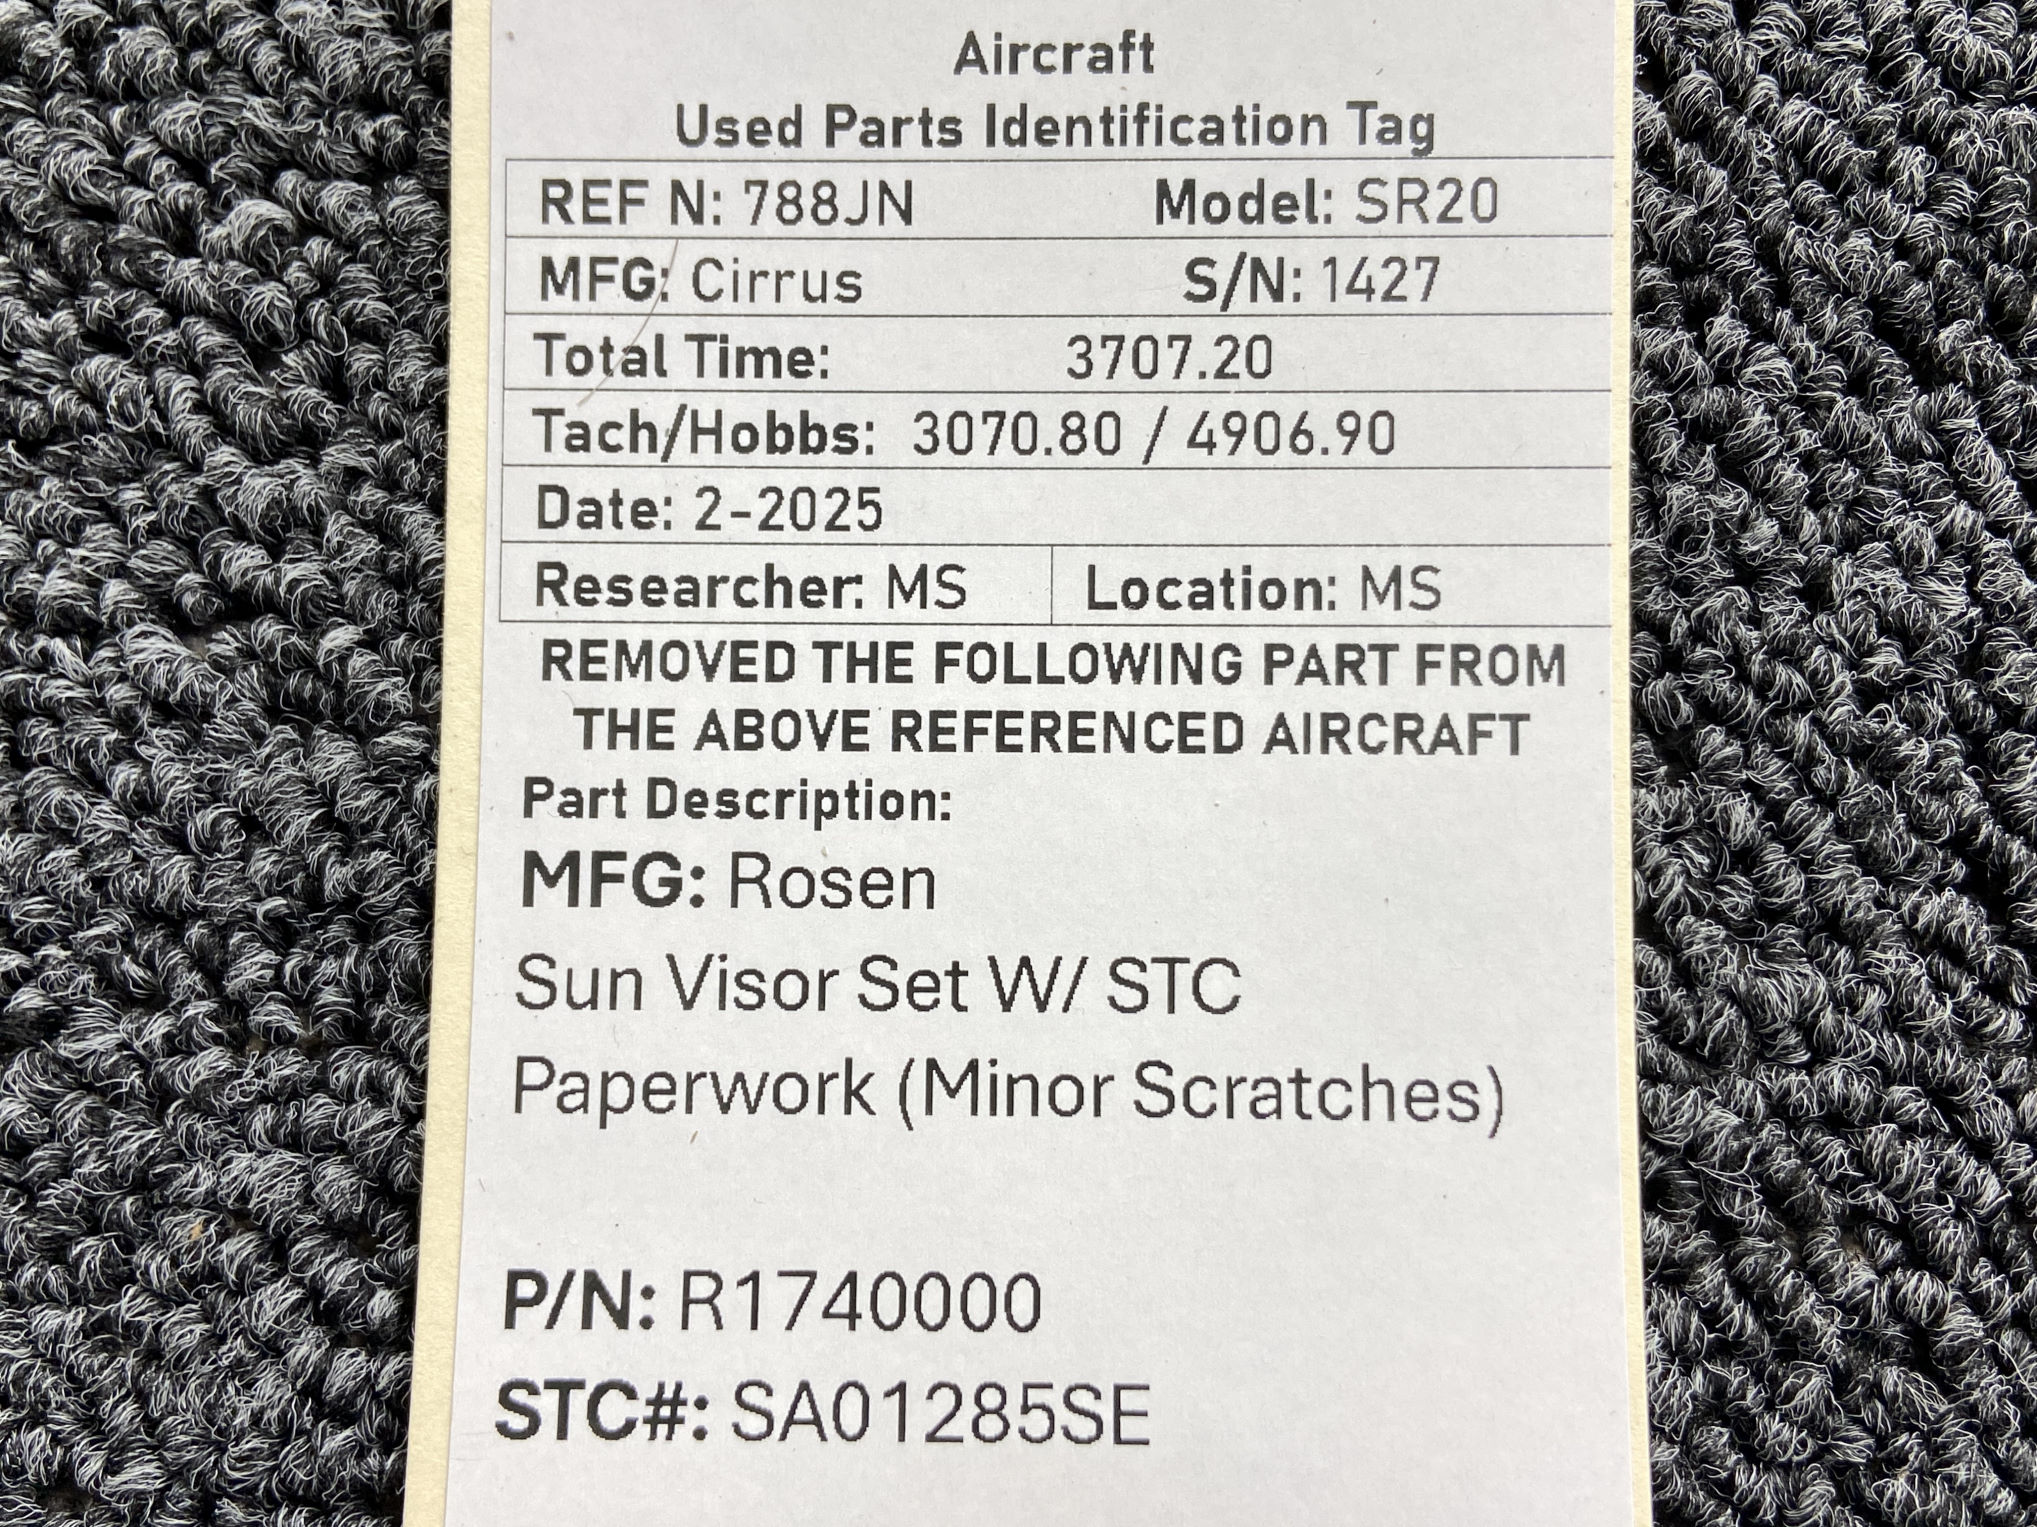 Aircraft
Used Parts Identification Tag
REF N: 788JN Model: SR20
MFG: Cirrus S/N: 1427
Total Time: 3707.20
Tach/Hobbs: 3070.80 / 4906.90
Date: 2-2025
Researcher: MS Location: MS
REMOVED THE FOLLOWING PART FROM
THE ABOVE REFERENCED AIRCRAFT
Part Description:
MFG: Rosen
Sun Visor Set W/ STC
Paperwork (Minor Scratches)
P/N: R1740000
STC#: SA01285SE